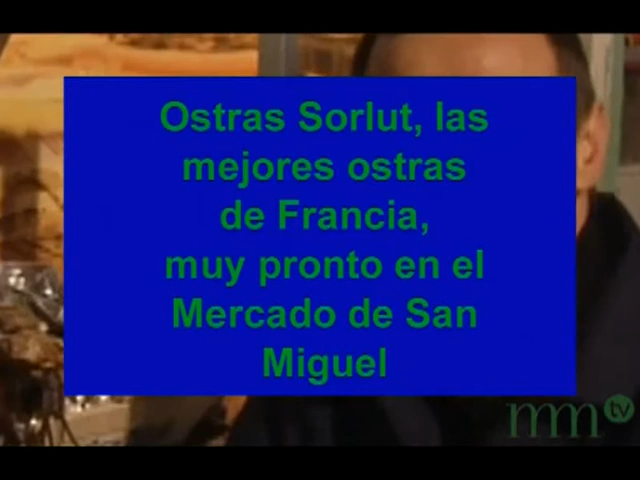 Ostras Sorlut, las
mejores ostras
de Francia,
muy pronto en el
Mercado de San
Miguel
mm tv